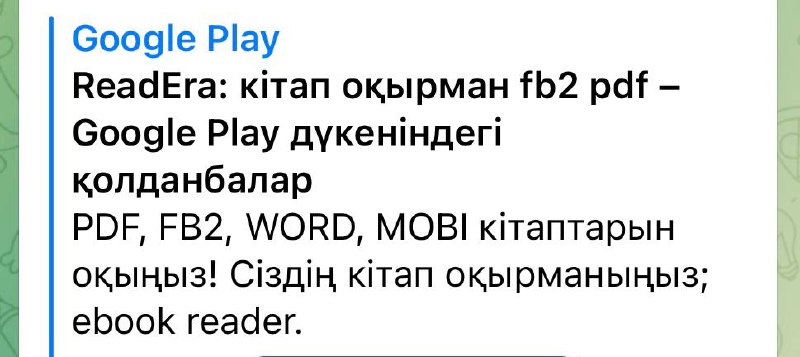 Google Play
ReadEra: кітап оқырман fb2 pdf –
Google Play дүкеніндегі
қолданбалар
PDF, FB2, WORD, MOBI кітаптарын
оқыңыз! Сіздің кітап оқырманыңыз;
ebook reader.